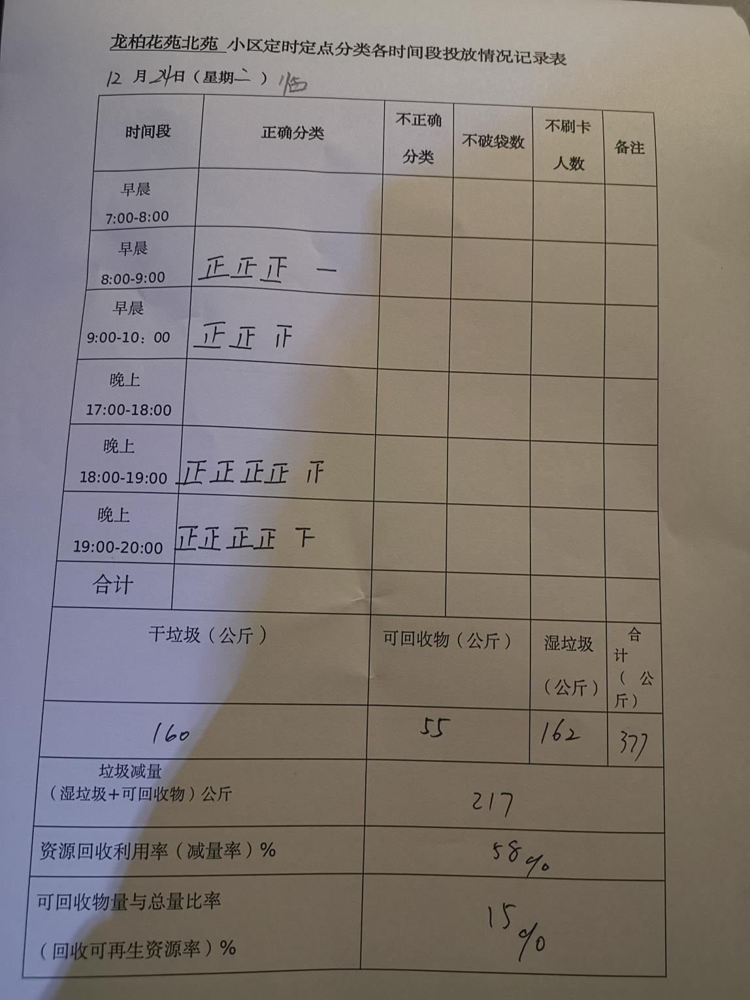 龙柏花苑北苑 小区定时定点分类各时间段投放情况记录表
12 月 24日（星期二 ） 临
时间段 正确分类 不正确分类 不破袋数 不刷卡人数 备注
早晨
7:00-8:00
早晨
8:00-9:00 正正正 一
早晨
9:00-10：00 正正
晚上
17:00-18:00
晚上
18:00-19:00 正正正正
晚上
19:00-20:00 正正正正 下
合计
干垃圾（公斤） 可回收物（公斤） 湿垃圾（公斤） 合计（公斤）
160 55 162 377
垃圾减量
（湿垃圾+可回收物）公斤 217
资源回收利用率（减量率）% 58%
可回收物量与总量比率
（回收可再生资源率）% 15%